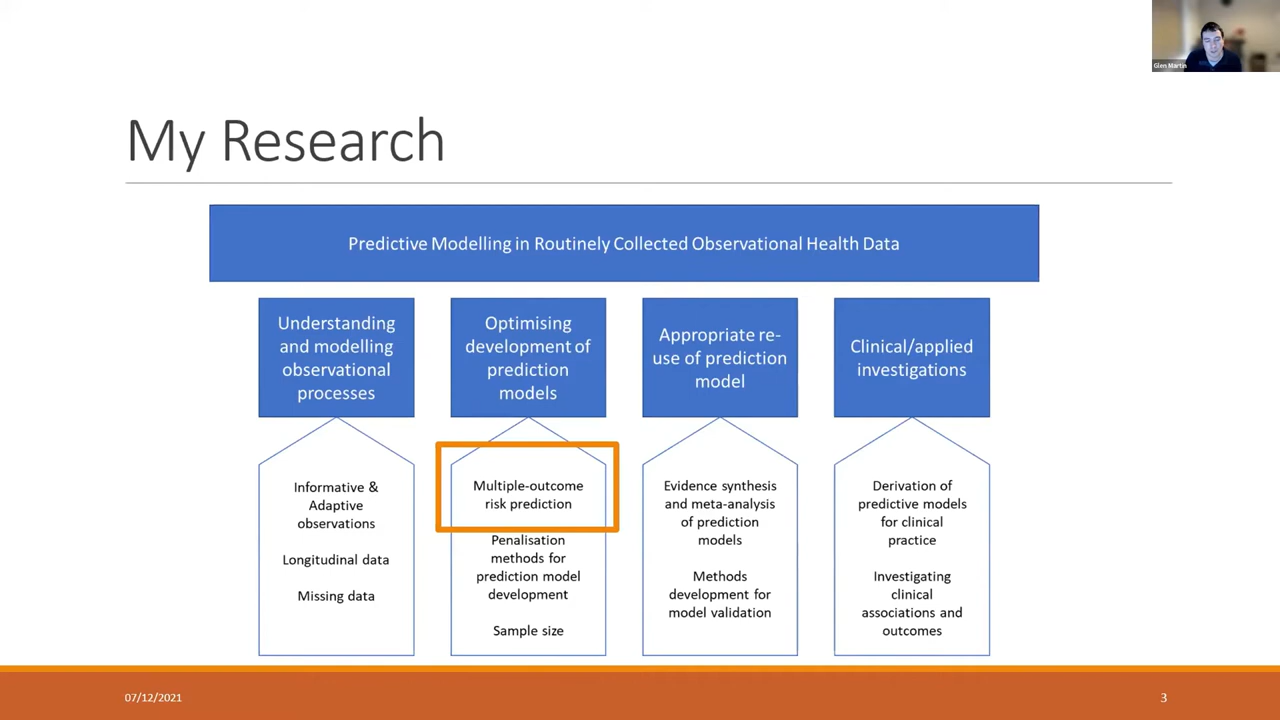 Glen Martin
My Research
Predictive Modelling in Routinely Collected Observational Health Data
Understanding
and modelling
observational
processes
Optimising
development of
prediction
models
Appropriate re-
use of prediction
model
Clinical/applied
investigations
Informative &
Adaptive
observations
Longitudinal data
Missing data
Multiple-outcome
risk prediction
Penalisation
methods for
prediction model
development
Sample size
Evidence synthesis
and meta-analysis
of prediction
models
Methods
development for
model validation
Derivation of
predictive models
for clinical
practice
Investigating
clinical
associations and
outcomes
07/12/2021
3